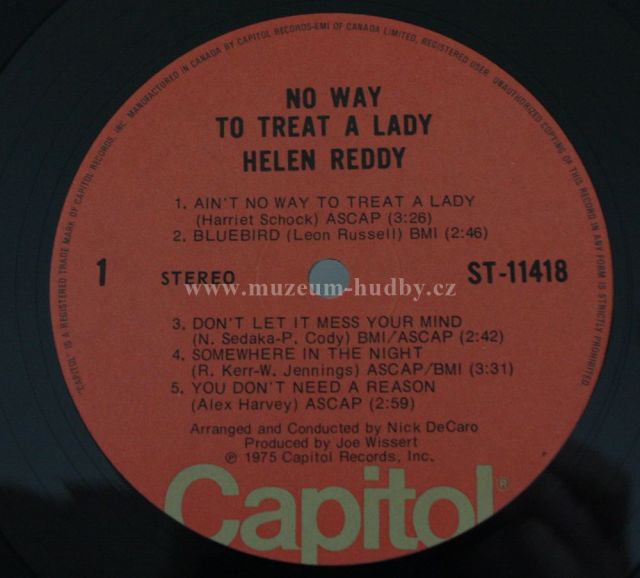 "CAPITOL" IS A REGISTERED TRADE MARK OF CAPITOL RECORDS, INC. MANUFACTURED IN CANADA BY CAPITOL RECORDS-EMI OF CANADA LIMITED, REGISTERED USER. UNAUTHORIZED COPYING OF THIS RECORD IN ANY FORM IS STRICTLY PROHIBITED
NO WAY
TO TREAT A LADY
HELEN REDDY
1. AIN'T NO WAY TO TREAT A LADY
(Harriet Schock) ASCAP (3:26)
2. BLUEBIRD (Leon Russell) BMI (2:46)
1 STEREO ST-11418
www.muzeum-hudby.cz
3. DON'T LET IT MESS YOUR MIND
(N. Sedaka-P. Cody) BMI/ASCAP (2:42)
4. SOMEWHERE IN THE NIGHT
(R. Kerr-W. Jennings) ASCAP/BMI (3:31)
5. YOU DON'T NEED A REASON
(Alex Harvey) ASCAP (2:59)
Arranged and Conducted by Nick DeCaro
Produced by Joe Wissert
℗ 1975 Capitol Records, Inc.
Capitol®